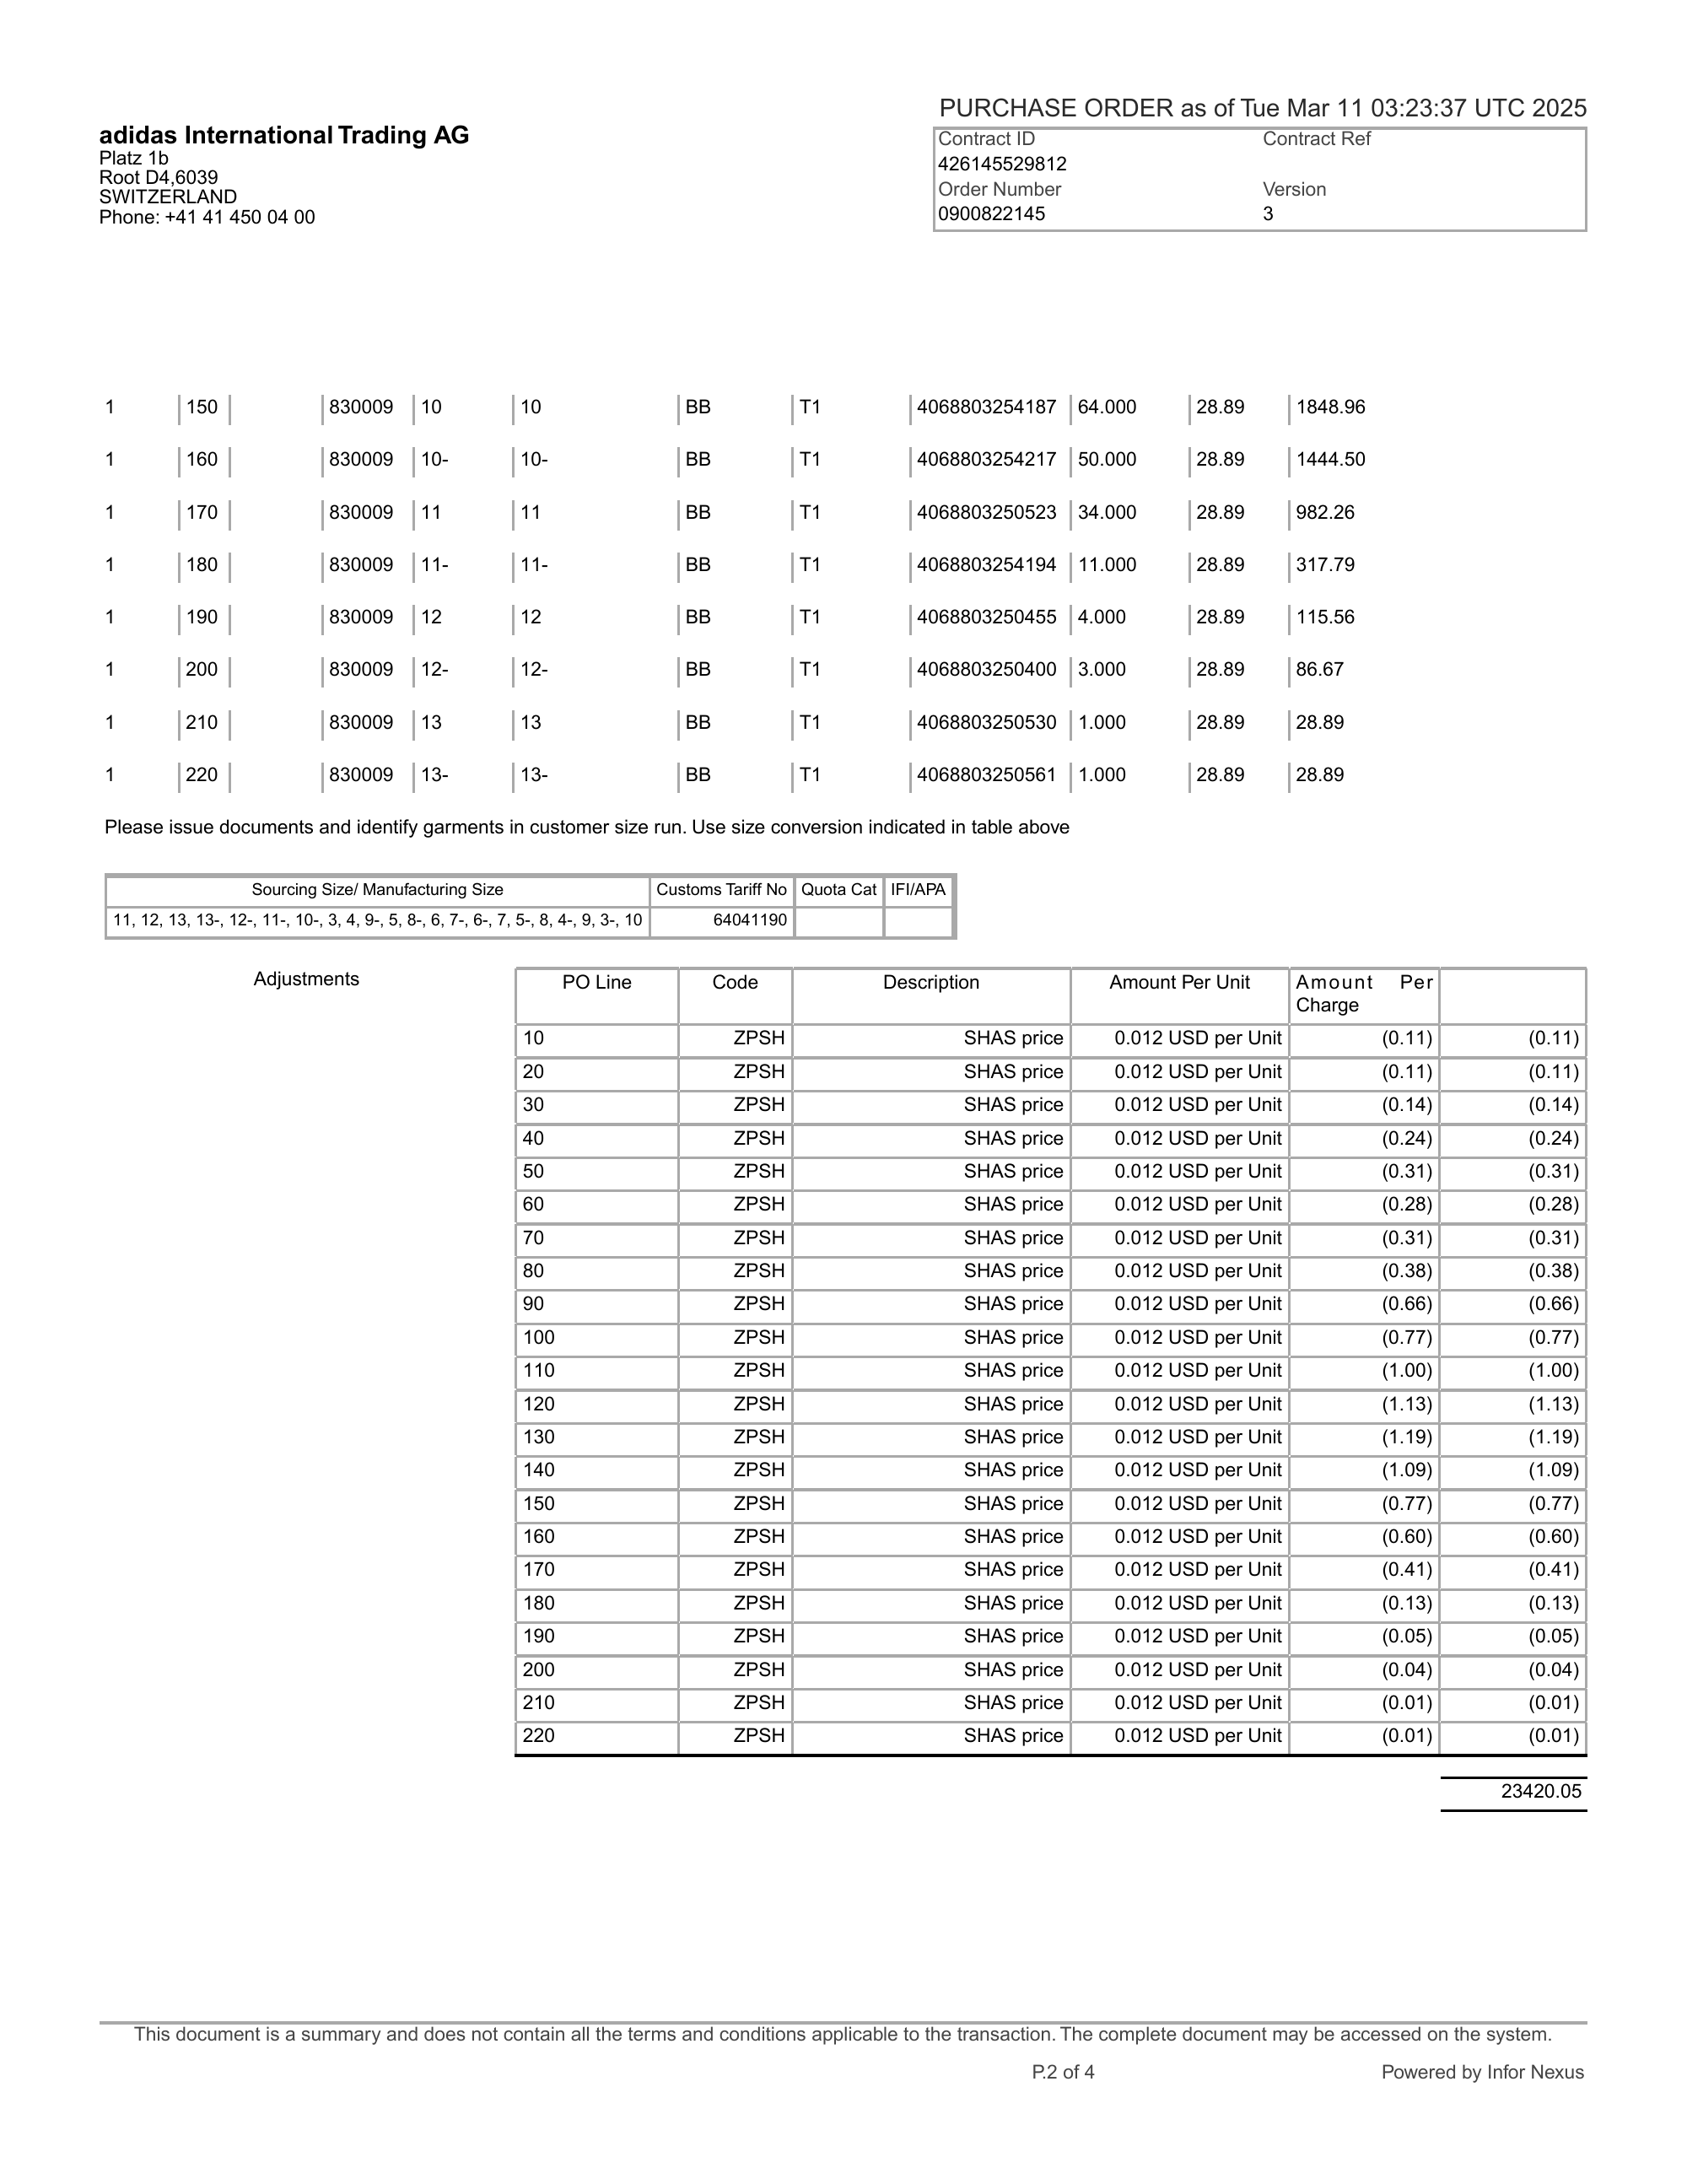 PURCHASE ORDER as of Tue Mar 11 03:23:37 UTC 2025
adidas International Trading AG
Platz 1b
Root D4,6039
SWITZERLAND
Phone: +41 41 450 04 00
Contract ID Contract Ref
426145529812
Order Number Version
0900822145 3
1 150 830009 10 10 BB T1 4068803254187 64.000 28.89 1848.96
1 160 830009 10- 10- BB T1 4068803254217 50.000 28.89 1444.50
1 170 830009 11 11 BB T1 4068803250523 34.000 28.89 982.26
1 180 830009 11- 11- BB T1 4068803254194 11.000 28.89 317.79
1 190 830009 12 12 BB T1 4068803250455 4.000 28.89 115.56
1 200 830009 12- 12- BB T1 4068803250400 3.000 28.89 86.67
1 210 830009 13 13 BB T1 4068803250530 1.000 28.89 28.89
1 220 830009 13- 13- BB T1 4068803250561 1.000 28.89 28.89
Please issue documents and identify garments in customer size run. Use size conversion indicated in table above
Sourcing Size/ Manufacturing Size Customs Tariff No Quota Cat IFI/APA
11, 12, 13, 13-, 12-, 11-, 10-, 3, 4, 9-, 5, 8-, 6, 7-, 6-, 7, 5-, 8, 4-, 9, 3-, 10 64041190
Adjustments PO Line Code Description Amount Per Unit Amount Per
Charge
10 ZPSH SHAS price 0.012 USD per Unit (0.11) (0.11)
20 ZPSH SHAS price 0.012 USD per Unit (0.11) (0.11)
30 ZPSH SHAS price 0.012 USD per Unit (0.14) (0.14)
40 ZPSH SHAS price 0.012 USD per Unit (0.24) (0.24)
50 ZPSH SHAS price 0.012 USD per Unit (0.31) (0.31)
60 ZPSH SHAS price 0.012 USD per Unit (0.28) (0.28)
70 ZPSH SHAS price 0.012 USD per Unit (0.31) (0.31)
80 ZPSH SHAS price 0.012 USD per Unit (0.38) (0.38)
90 ZPSH SHAS price 0.012 USD per Unit (0.66) (0.66)
100 ZPSH SHAS price 0.012 USD per Unit (0.77) (0.77)
110 ZPSH SHAS price 0.012 USD per Unit (1.00) (1.00)
120 ZPSH SHAS price 0.012 USD per Unit (1.13) (1.13)
130 ZPSH SHAS price 0.012 USD per Unit (1.19) (1.19)
140 ZPSH SHAS price 0.012 USD per Unit (1.09) (1.09)
150 ZPSH SHAS price 0.012 USD per Unit (0.77) (0.77)
160 ZPSH SHAS price 0.012 USD per Unit (0.60) (0.60)
170 ZPSH SHAS price 0.012 USD per Unit (0.41) (0.41)
180 ZPSH SHAS price 0.012 USD per Unit (0.13) (0.13)
190 ZPSH SHAS price 0.012 USD per Unit (0.05) (0.05)
200 ZPSH SHAS price 0.012 USD per Unit (0.04) (0.04)
210 ZPSH SHAS price 0.012 USD per Unit (0.01) (0.01)
220 ZPSH SHAS price 0.012 USD per Unit (0.01) (0.01)
23420.05
This document is a summary and does not contain all the terms and conditions applicable to the transaction. The complete document may be accessed on the system.
P.2 of 4 Powered by Infor Nexus